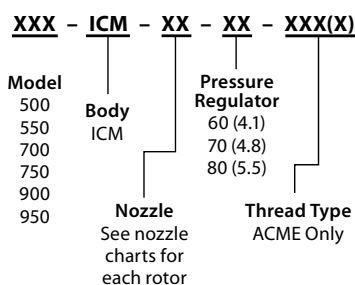 XXX – ICM – XX – XX – XXX(X)
Model
500
550
700
750
900
950
Body
ICM
Nozzle
See nozzle
charts for
each rotor
Pressure
Regulator
60 (4.1)
70 (4.8)
80 (5.5)
Thread Type
ACME Only